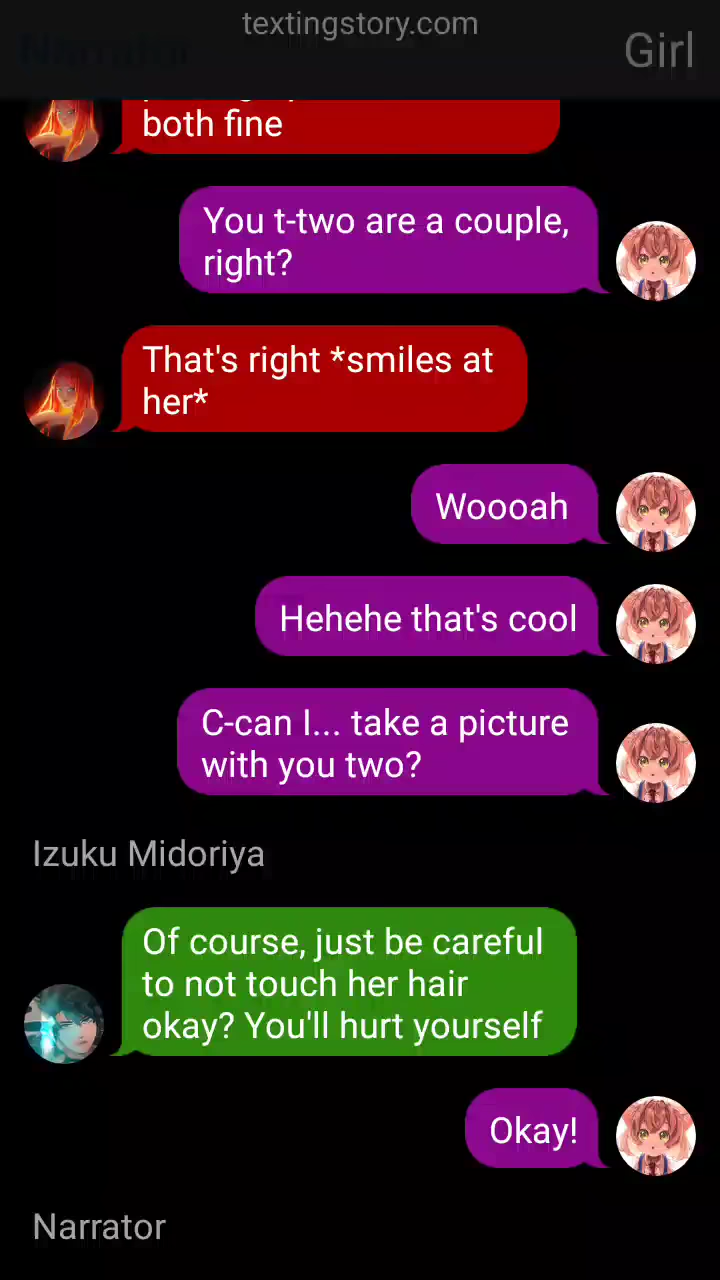 textingstory.com
Narrator
Girl
both fine
You t-two are a couple,
right?
That's right *smiles at
her*
Woooah
Hehehe that's cool
C-can I... take a picture
with you two?
Izuku Midoriya
Of course, just be careful
to not touch her hair
okay? You'll hurt yourself
Okay!
Narrator